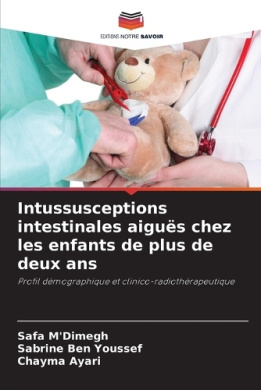 EDITIONS NOTRE SAVOIR
Intussusceptions
intestinales aiguës chez
les enfants de plus de
deux ans
Profil démographique et clinico-radiothérapeutique
Safa M'Dimegh
Sabrine Ben Youssef
Chayma Ayari